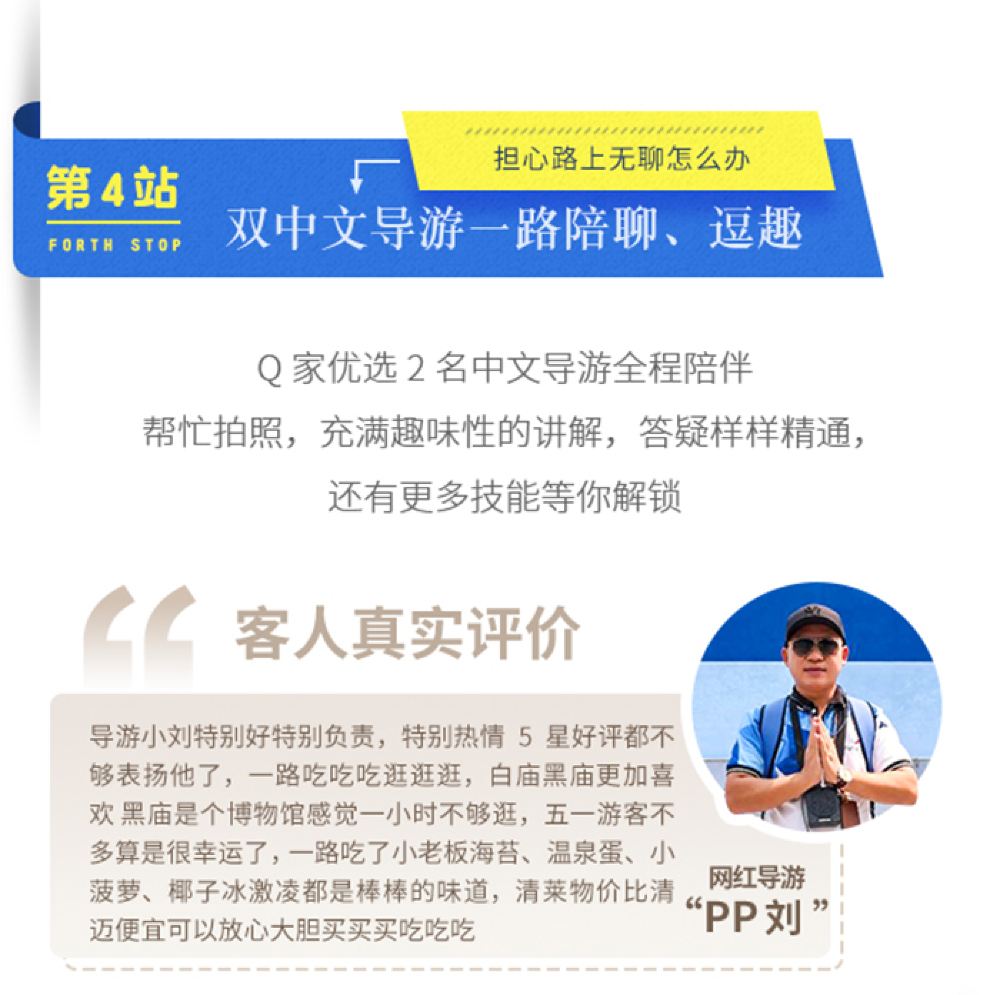 担心路上无聊怎么办
第4站
FORTH STOP
双中文导游一路陪聊、逗趣
Q 家优选 2 名中文导游全程陪伴
帮忙拍照，充满趣味性的讲解，答疑样样精通，
还有更多技能等你解锁
客人真实评价
导游小刘特别好特别负责，特别热情 5 星好评都不
够表扬他了，一路吃吃吃逛逛逛，白庙黑庙更加喜
欢 黑庙是个博物馆感觉一小时不够逛，五一游客不
多算是很幸运了，一路吃了小老板海苔、温泉蛋、小
菠萝、椰子冰激凌都是棒棒的味道，清莱物价比清
迈便宜可以放心大胆买买买吃吃吃
网红导游
“PP 刘 ”